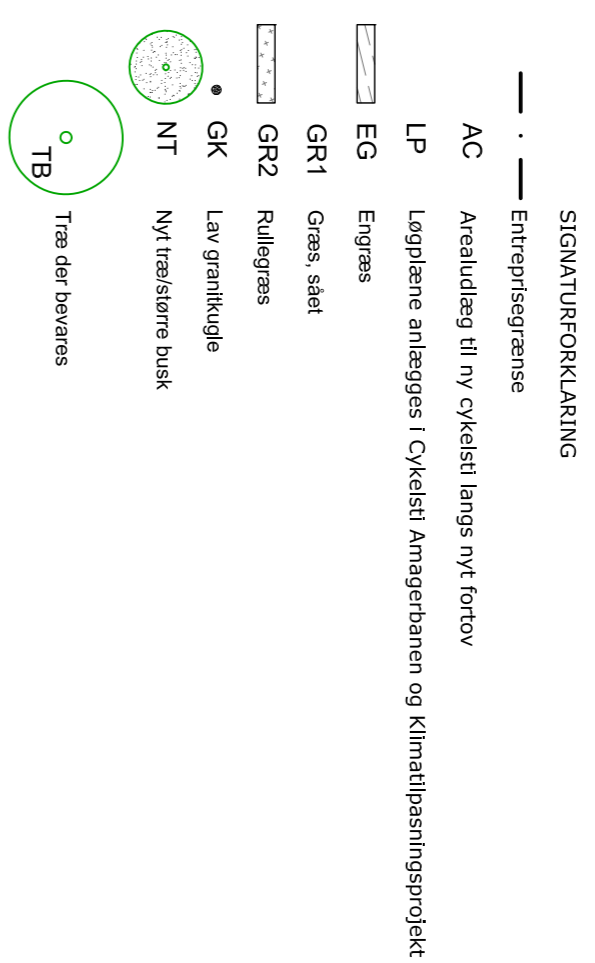 SIGNATURFORKLARING
Entreprisegrænse
AC Arealudlæg til ny cykelsti langs nyt fortov
LP Løgplæne anlægges i Cykelsti Amagerbanen og Klimatilpasningsprojekt
EG Engræs
GR1 Græs, sået
GR2 Rullegræs
GK Lav granitkugle
NT Nyt træ/større busk
TB Træ der bevares